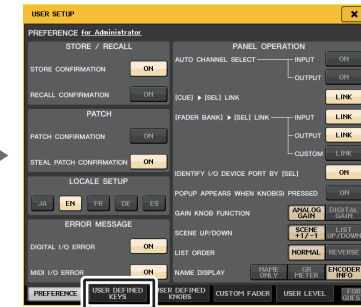 USER SETUP
PREFERENCE for Administrator
STORE / RECALL
STORE CONFIRMATION ON
RECALL CONFIRMATION ON
PATCH
PATCH CONFIRMATION ON
STEAL PATCH CONFIRMATION ON
LOCALE SETUP
JA EN FR DE ES
ERROR MESSAGE
DIGITAL I/O ERROR ON
MIDI I/O ERROR ON
PANEL OPERATION
AUTO CHANNEL SELECT INPUT ON
OUTPUT ON
[CUE] ▶ [SEL] LINK LINK
[FADER BANK] ▶ [SEL] LINK INPUT LINK
OUTPUT LINK
CUSTOM LINK
IDENTIFY I/O DEVICE PORT BY [SEL] ON
POPUP APPEARS WHEN KNOB(S) PRESSED ON
GAIN KNOB FUNCTION ANALOG GAIN DIGITAL GAIN
SCENE UP/DOWN SCENE +1/-1 LIST UP/DOWN
LIST ORDER NORMAL REVERSE
NAME DISPLAY NAME ONLY GR METER ENCODER INFO
PREFERENCE USER DEFINED KEYS USER DEFINED KNOBS CUSTOM FADER USER LEVEL FOR